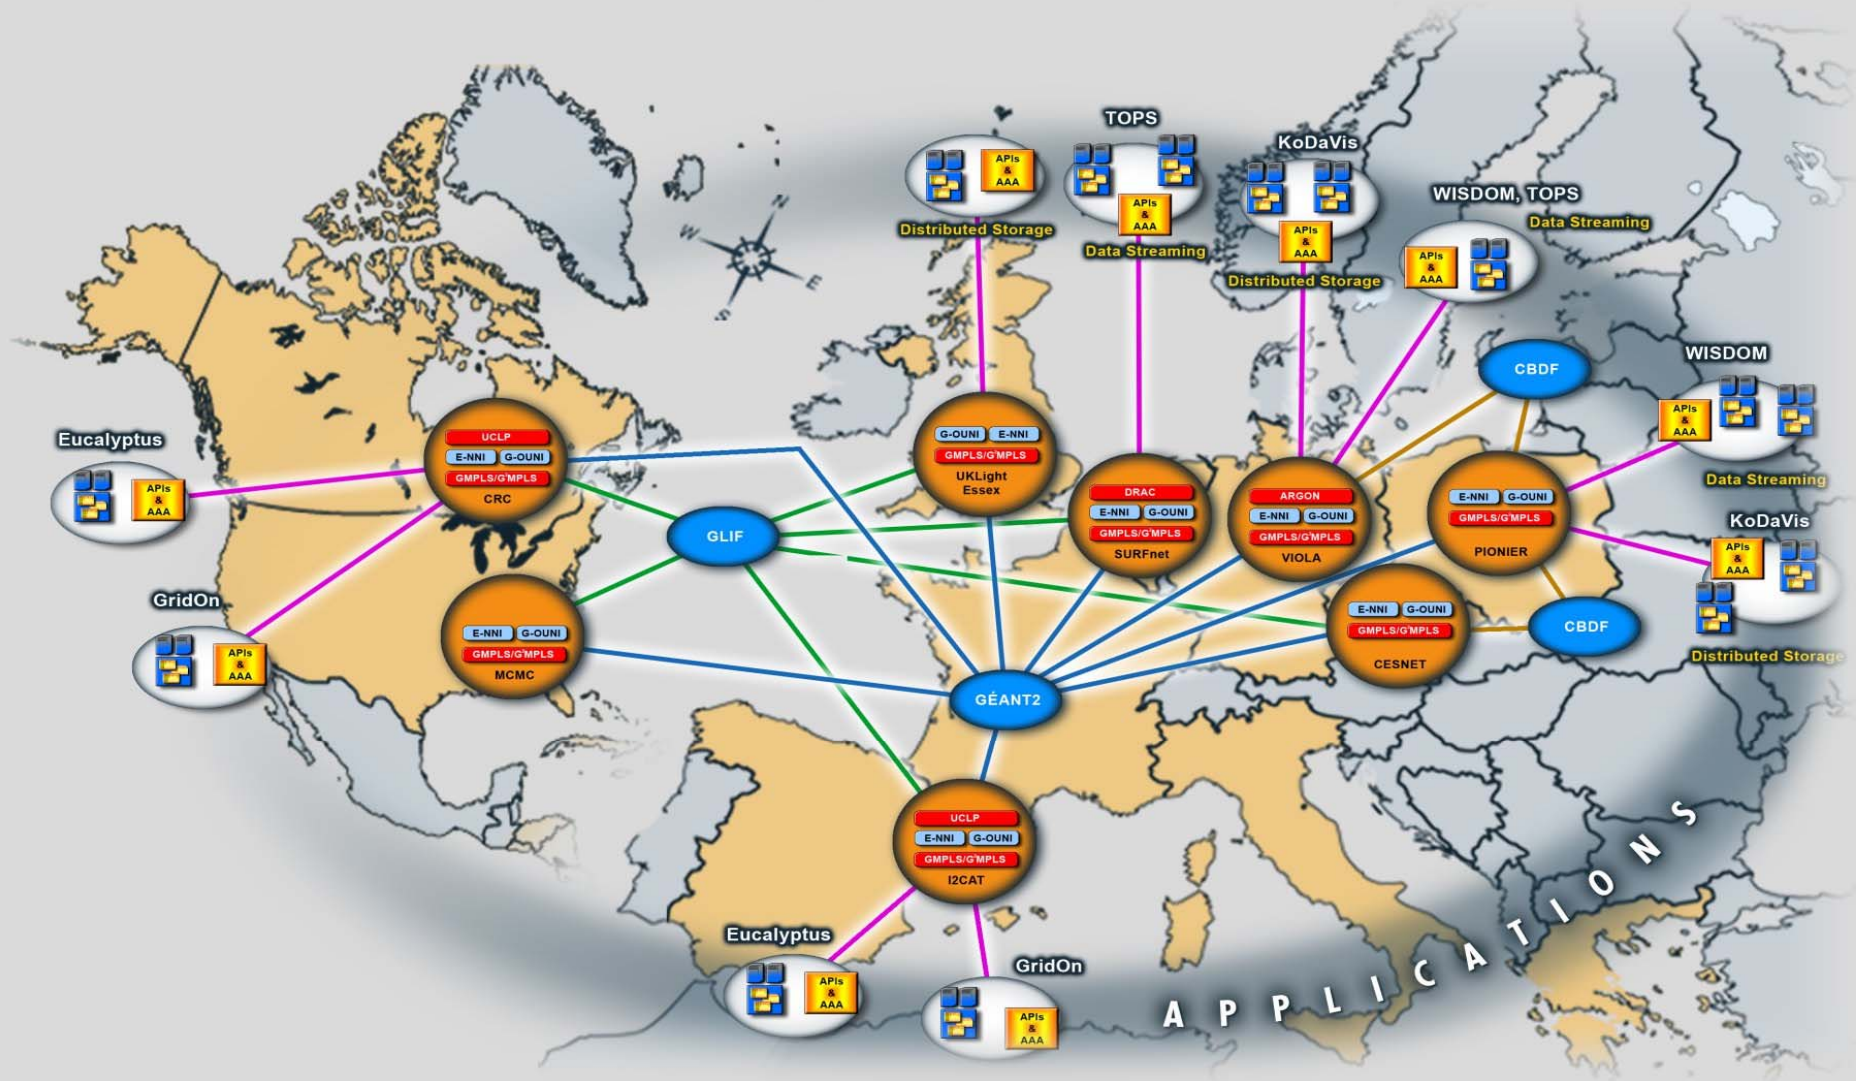 TOPS
KoDaVis
APIs
&
AAA
WISDOM, TOPS
Data Streaming
APIs
&
AAA
Distributed Storage
Data Streaming
APIs
&
AAA
Distributed Storage
APIs
&
AAA
N
W
E
S
WISDOM
CBDF
APIs
&
AAA
Data Streaming
Eucalyptus
APIs
&
AAA
UCLP
E-NNI G-OUNI
GMPLS/G²MPLS
CRC
G-OUNI E-NNI
GMPLS/G²MPLS
UKLight
Essex
DRAC
E-NNI G-OUNI
GMPLS/G²MPLS
SURFnet
ARGON
E-NNI G-OUNI
GMPLS/G²MPLS
VIOLA
E-NNI G-OUNI
GMPLS/G²MPLS
PIONIER
KoDaVis
APIs
&
AAA
Distributed Storage
GLIF
GridOn
APIs
&
AAA
E-NNI G-OUNI
GMPLS/G²MPLS
MCMC
E-NNI G-OUNI
GMPLS/G²MPLS
CESNET
CBDF
GÉANT2
UCLP
E-NNI G-OUNI
GMPLS/G²MPLS
I2CAT
Eucalyptus
APIs
&
AAA
GridOn
APIs
&
AAA
APPLICATIONS